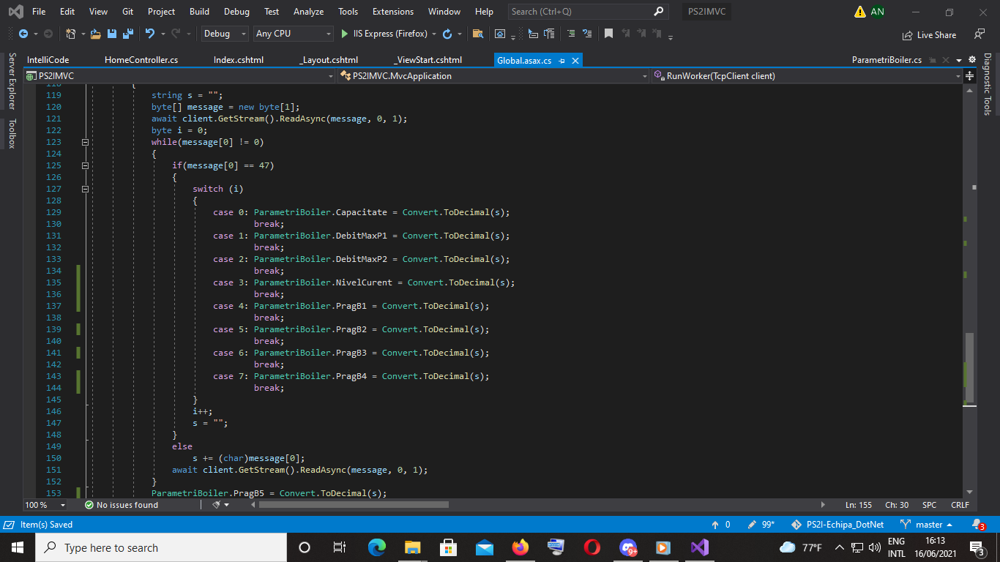 File Edit View Git Project Build Debug Test Analyze Tools Extensions Window Help Search (Ctrl+Q) PS2IMVC AN
Debug Any CPU IIS Express (Firefox) Live Share
IntelliCode HomeController.cs Index.cshtml _Layout.cshtml _ViewStart.cshtml Global.asax.cs ParametriBoiler.cs
PS2IMVC PS2IMVC.MvcApplication RunWorker(TcpClient client)
Server Explorer
Toolbox
Diagnostic Tools
118 {
119 string s = "";
120 byte[] message = new byte[1];
121 await client.GetStream().ReadAsync(message, 0, 1);
122 byte i = 0;
123 while(message[0] != 0)
124 {
125 if(message[0] == 47)
126 {
127 switch (i)
128 {
129 case 0: ParametriBoiler.Capacitate = Convert.ToDecimal(s);
130 break;
131 case 1: ParametriBoiler.DebitMaxP1 = Convert.ToDecimal(s);
132 break;
133 case 2: ParametriBoiler.DebitMaxP2 = Convert.ToDecimal(s);
134 break;
135 case 3: ParametriBoiler.NivelCurent = Convert.ToDecimal(s);
136 break;
137 case 4: ParametriBoiler.PragB1 = Convert.ToDecimal(s);
138 break;
139 case 5: ParametriBoiler.PragB2 = Convert.ToDecimal(s);
140 break;
141 case 6: ParametriBoiler.PragB3 = Convert.ToDecimal(s);
142 break;
143 case 7: ParametriBoiler.PragB4 = Convert.ToDecimal(s);
144 break;
145 }
146 i++;
147 s = "";
148 }
149 else
150 s += (char)message[0];
151 await client.GetStream().ReadAsync(message, 0, 1);
152 }
153 ParametriBoiler.PragB5 = Convert.ToDecimal(s);
100 % No issues found Ln: 155 Ch: 30 SPC CRLF
Item(s) Saved 0 99* PS2I-Echipa_DotNet master 3
Type here to search 9+ 77°F ENG 16:13
INTL 16/06/2021 3